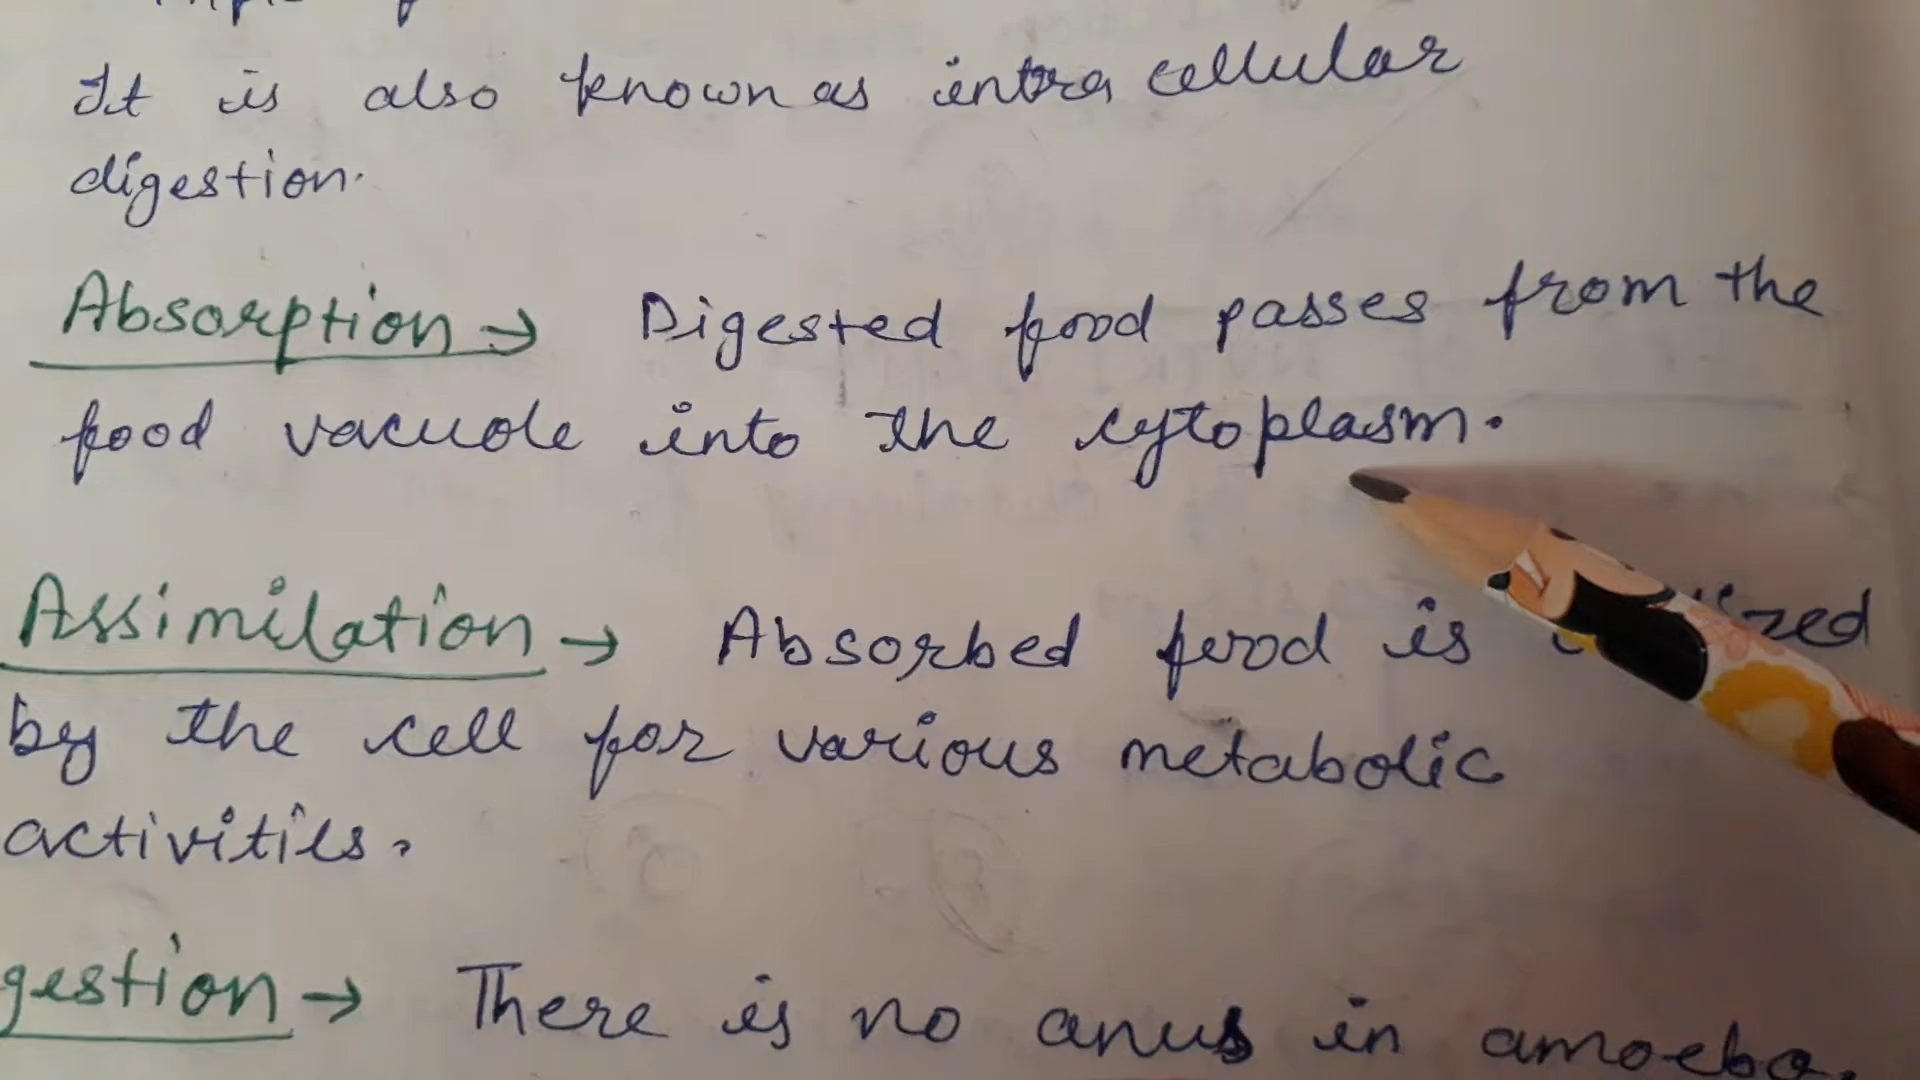 It is also known as intra cellular
digestion.
Absorption → Digested food passes from the
food vacuole into the cytoplasm.
Assimilation → Absorbed food is
by the cell for various metabolic
activities.
gestion → There is no anus in amoeba.